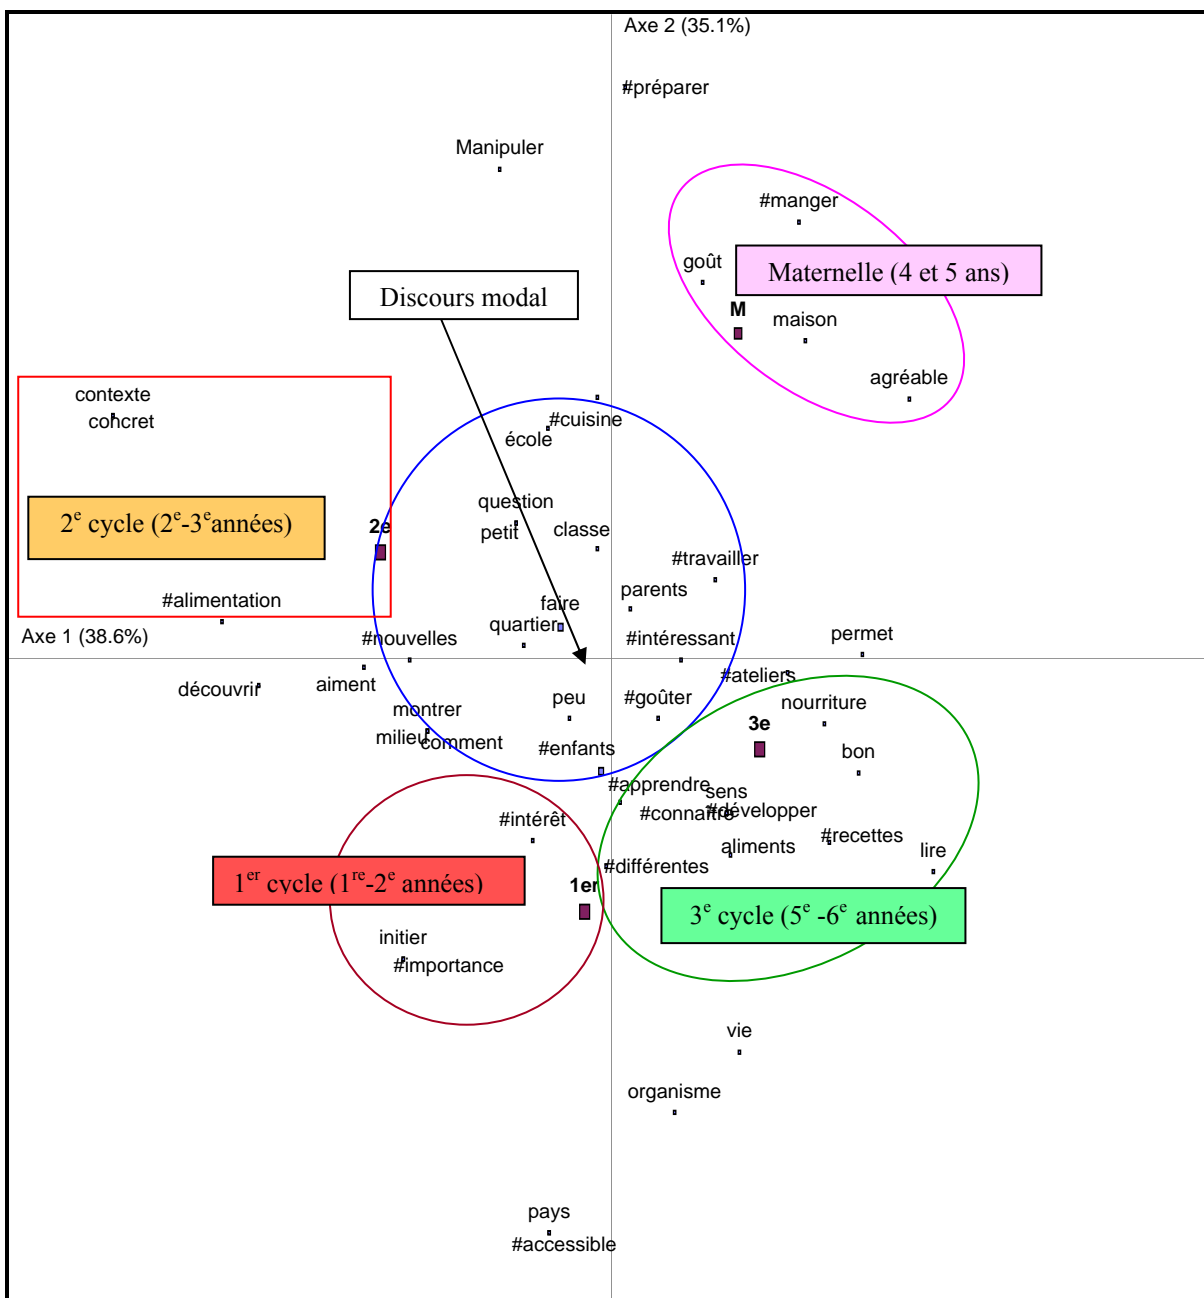 Axe 2 (35.1%)
#préparer
Manipuler
#manger
goût
Maternelle (4 et 5 ans)
Discours modal
M
maison
agréable
contexte
concret
#cuisine
école
question
petit
classe
2e cycle (2e-3eannées)
2e
#travailler
parents
#alimentation
faire
Axe 1 (38.6%)
quartier
#nouvelles
#intéressant
permet
aiment
#ateliers
découvrir
montrer
milieu
comment
peu
#goûter
nourriture
3e
#enfants
bon
#apprendre
sens
#connaître
#développer
#intérêt
#recettes
aliments
lire
#différentes
1er cycle (1re-2e années)
1er
3e cycle (5e -6e années)
initier
#importance
vie
organisme
pays
#accessible